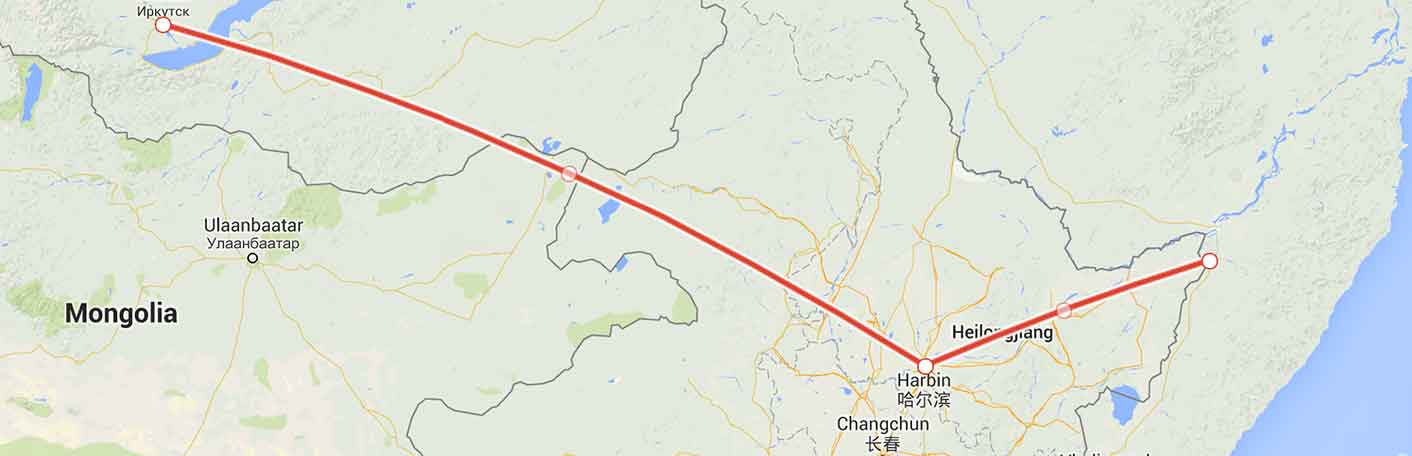 Иркутск
Ulaanbaatar
Улаанбаатар
Mongolia
Heilongjiang
Harbin
哈尔滨
Changchun
长春